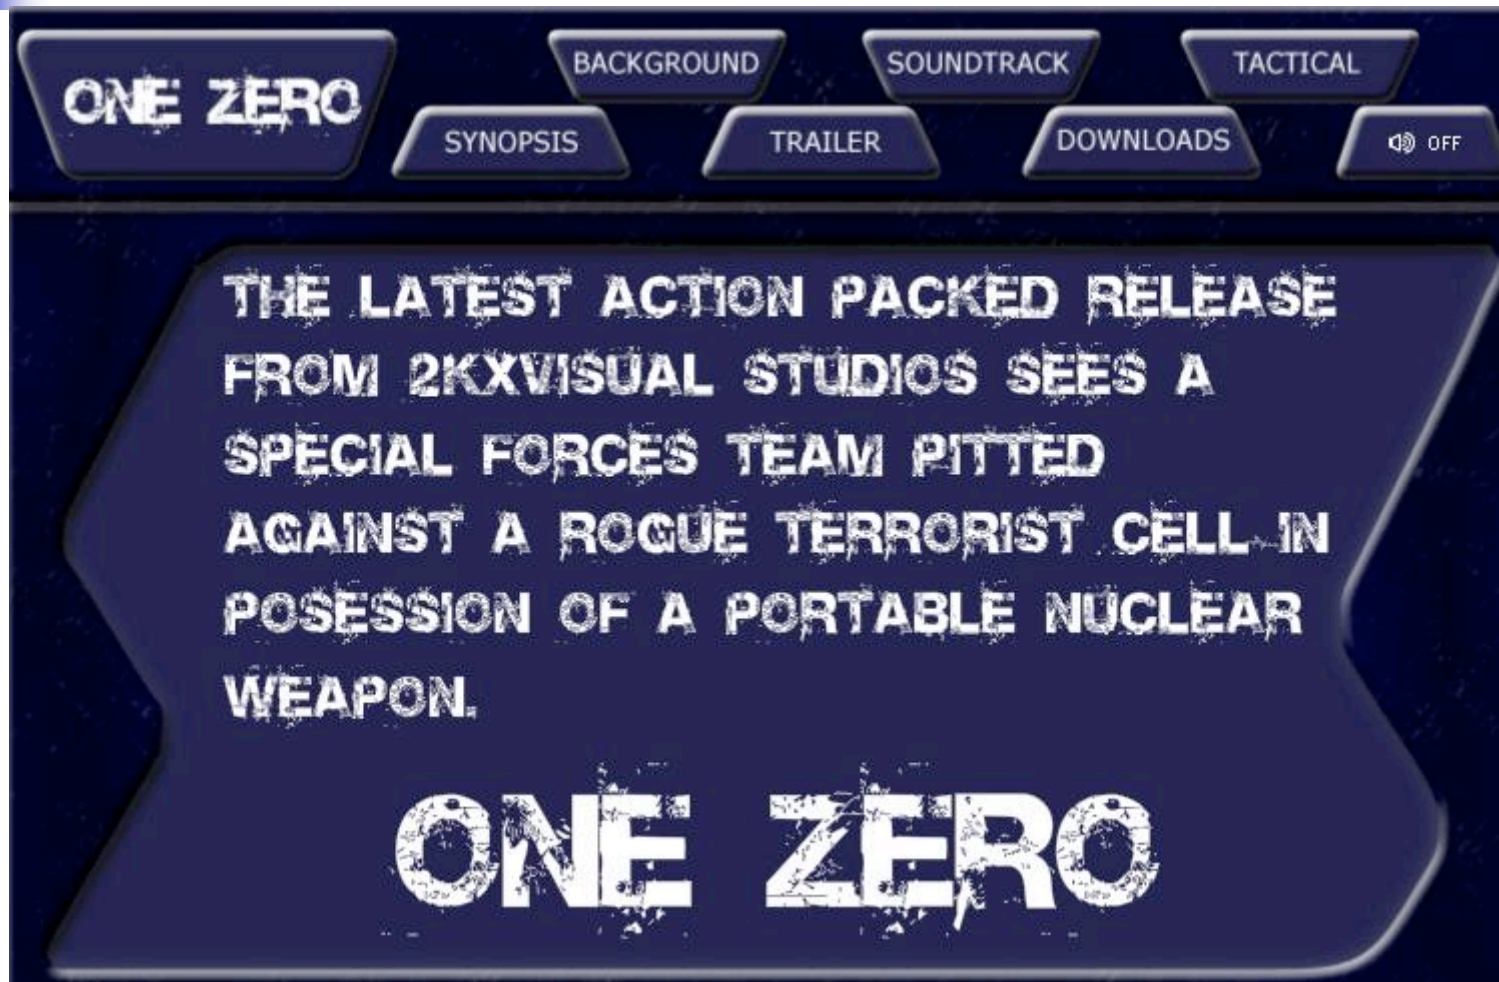 ONE ZERO
BACKGROUND
SOUNDTRACK
TACTICAL
SYNOPSIS
TRAILER
DOWNLOADS
OFF
THE LATEST ACTION PACKED RELEASE
FROM 2KXVISUAL STUDIOS SEES A
SPECIAL FORCES TEAM PITTED
AGAINST A ROGUE TERRORIST CELL IN
POSESSION OF A PORTABLE NUCLEAR
WEAPON.
ONE ZERO